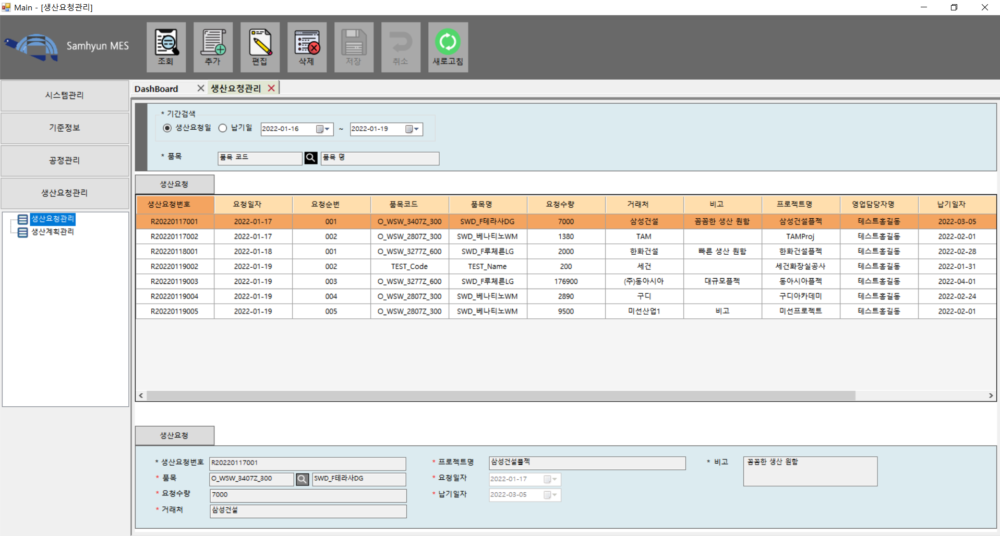 Main - [생산요청관리]
Samhyun MES
조회 추가 편집 삭제 저장 취소 새로고침
시스템관리
기준정보
공정관리
생산요청관리
생산요청관리
생산계획관리
DashBoard 생산요청관리
* 기간검색
생산요청일 납기일 2022-01-16 ~ 2022-01-19
* 품목 품목 코드 품목 명
생산요청
생산요청번호 요청일자 요청순번 품목코드 품목명 요청수량 거래처 비고 프로젝트명 영업담당자명 납기일자
R20220117001 2022-01-17 001 O_WSW_3407Z_300 SWD_F테라사DG 7000 삼성건설 꼼꼼한 생산 원함 삼성건설플젝 테스트홍길동 2022-03-05
R20220117002 2022-01-17 002 O_WSW_2807Z_300 SWD_베나티노WM 1380 TAM TAMProj 테스트홍길동 2022-02-01
R20220118001 2022-01-18 001 O_WSW_3277Z_600 SWD_F루체른LG 2000 한화건설 빠른 생산 원함 한화건설플젝 테스트홍길동 2022-02-28
R20220119002 2022-01-19 002 TEST_Code TEST_Name 200 세건 세건화장실공사 테스트홍길동 2022-01-31
R20220119003 2022-01-19 003 O_WSW_3277Z_600 SWD_F루체른LG 176900 (주)동아시아 대규모플젝 동아시아플젝 테스트홍길동 2022-04-01
R20220119004 2022-01-19 004 O_WSW_2807Z_300 SWD_베나티노WM 2890 구디 구디아카데미 테스트홍길동 2022-02-24
R20220119005 2022-01-19 005 O_WSW_2807Z_300 SWD_베나티노WM 9500 미선산업1 비고 미선프로젝트 테스트홍길동 2022-02-01
생산요청
* 생산요청번호 R20220117001 * 프로젝트명 삼성건설플젝 * 비고 꼼꼼한 생산 원함
* 품목 O_WSW_3407Z_300 SWD_F테라사DG * 요청일자 2022-01-17
* 요청수량 7000 * 납기일자 2022-03-05
* 거래처 삼성건설